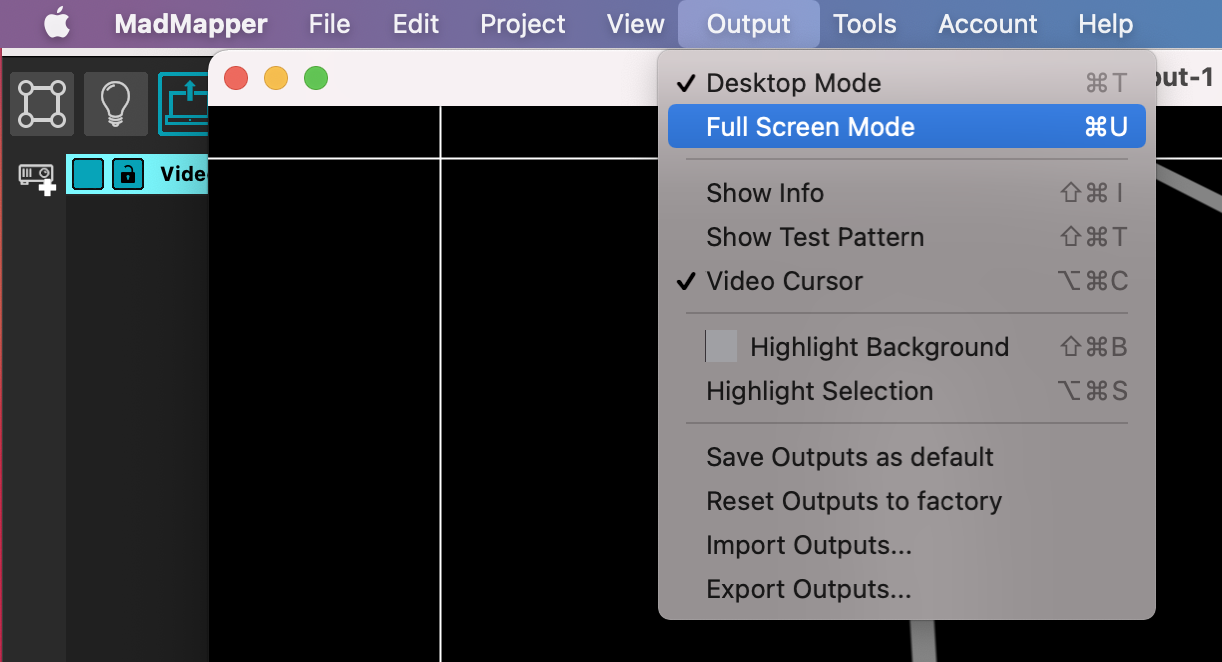 MadMapper File Edit Project View Output Tools Account Help
put-1
Desktop Mode ⌘T
Full Screen Mode ⌘U
Video
Show Info ⇧⌘I
Show Test Pattern ⇧⌘T
Video Cursor ⌥⌘C
Highlight Background ⇧⌘B
Highlight Selection ⌥⌘S
Save Outputs as default
Reset Outputs to factory
Import Outputs...
Export Outputs...